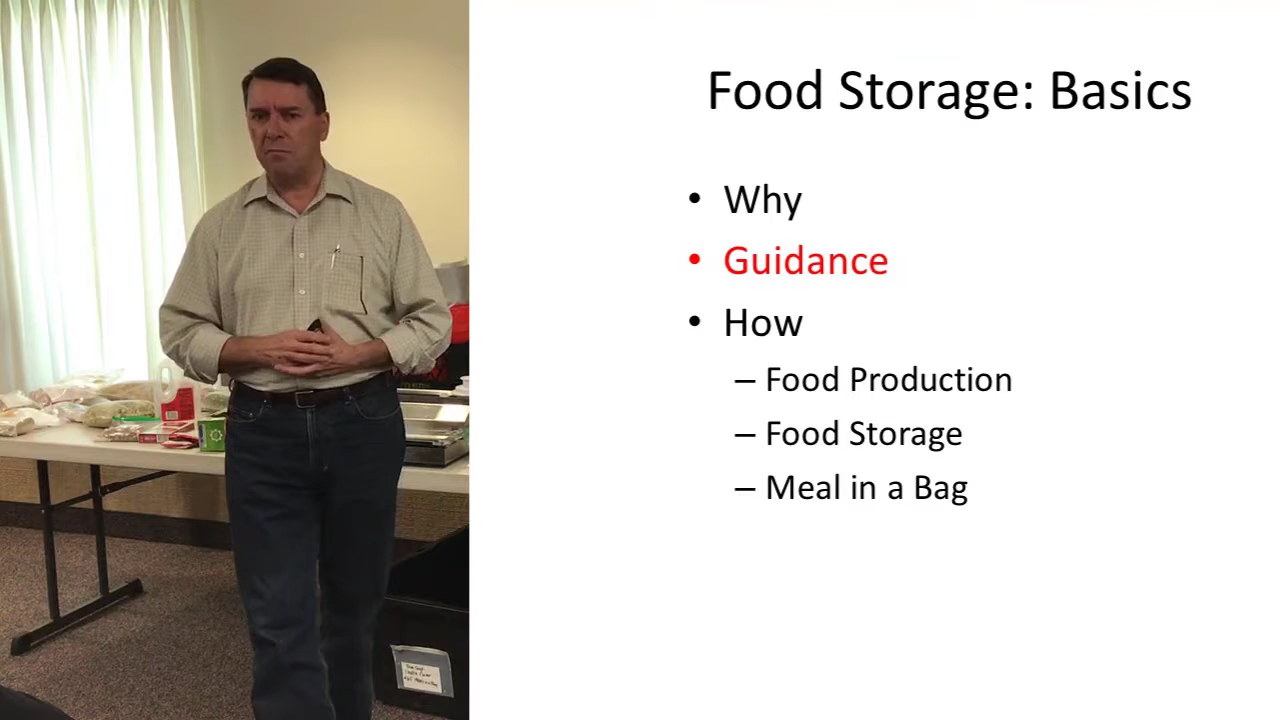 Food Storage: Basics
• Why
• Guidance
• How
– Food Production
– Food Storage
– Meal in a Bag